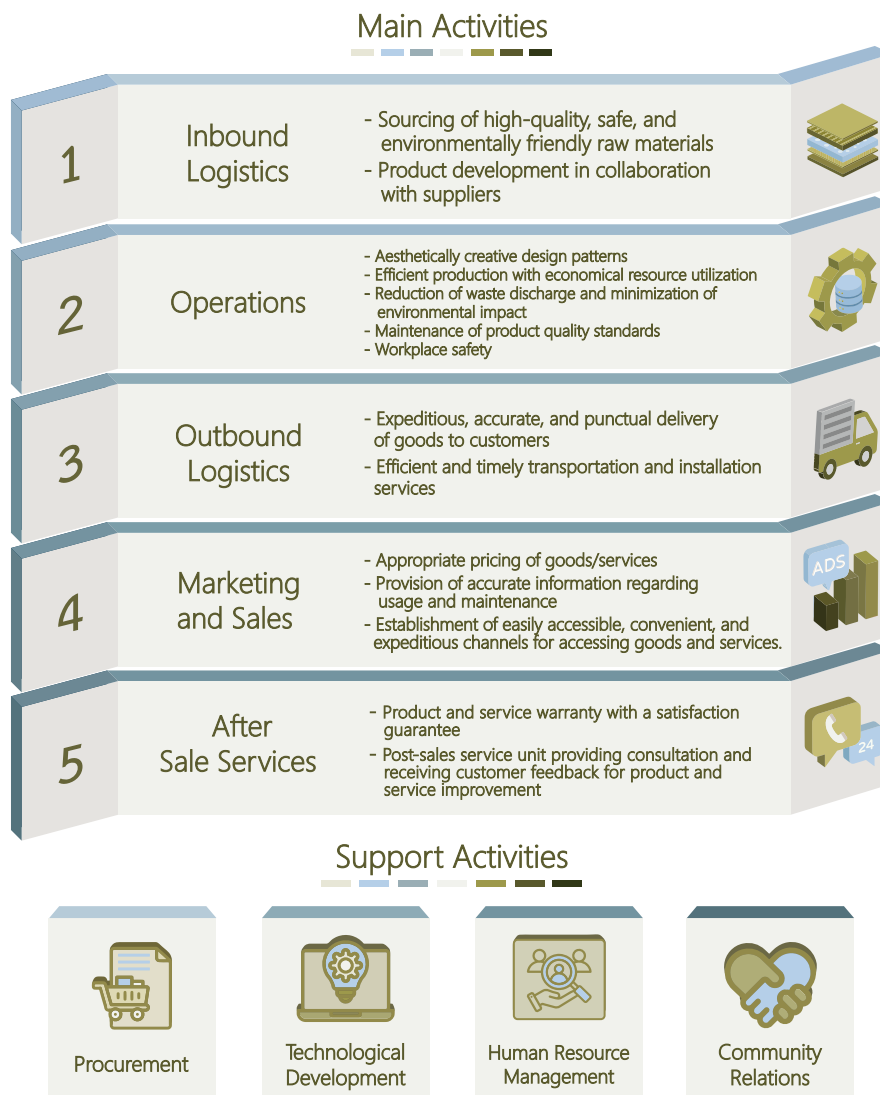 Main Activities
1
Inbound
Logistics
- Sourcing of high-quality, safe, and
environmentally friendly raw materials
- Product development in collaboration
with suppliers
2
Operations
- Aesthetically creative design patterns
- Efficient production with economical resource utilization
- Reduction of waste discharge and minimization of
environmental impact
- Maintenance of product quality standards
- Workplace safety
3
Outbound
Logistics
- Expeditious, accurate, and punctual delivery
of goods to customers
- Efficient and timely transportation and installation
services
4
Marketing
and Sales
- Appropriate pricing of goods/services
- Provision of accurate information regarding
usage and maintenance
- Establishment of easily accessible, convenient, and
expeditious channels for accessing goods and services.
ADS
5
After
Sale Services
- Product and service warranty with a satisfaction
guarantee
- Post-sales service unit providing consultation and
receiving customer feedback for product and
service improvement
24
Support Activities
Procurement
Technological
Development
Human Resource
Management
Community
Relations